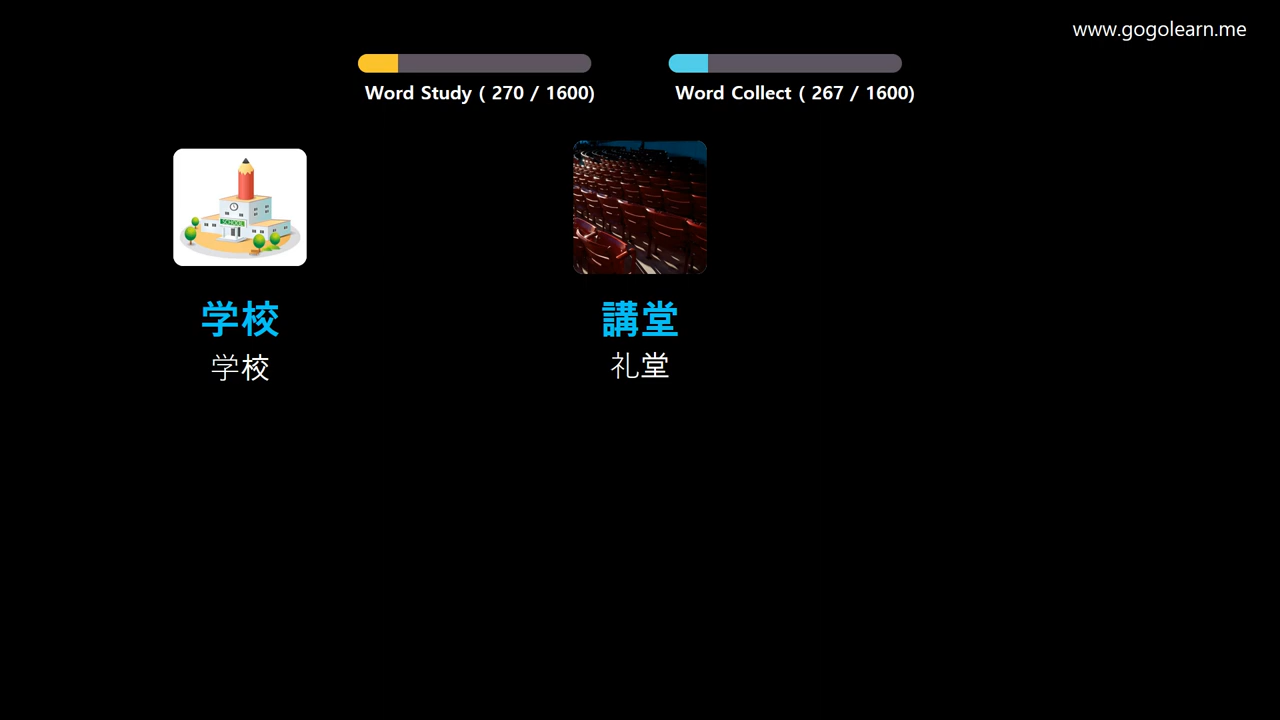 www.gogolearn.me
Word Study ( 270 / 1600)
Word Collect ( 267 / 1600)
SCHOOL
学校
学校
講堂
礼堂